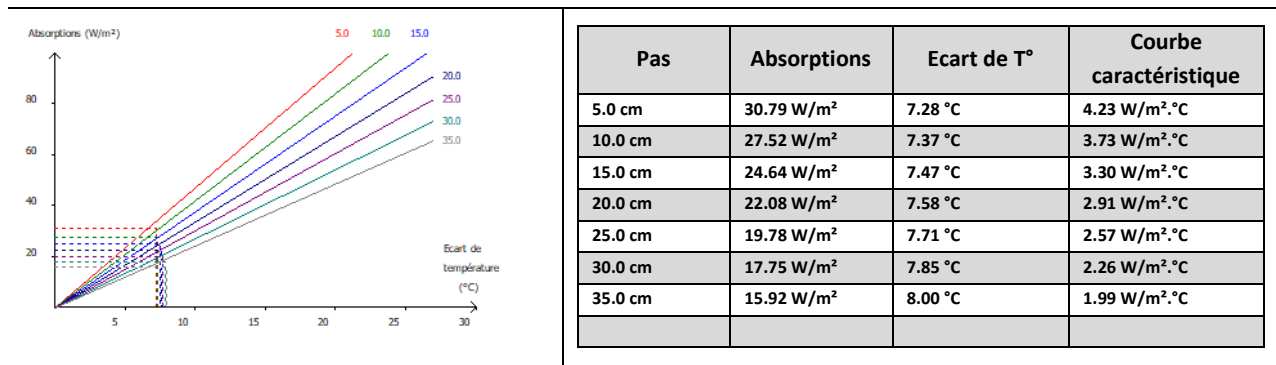 Absorptions (W/m²)
5.0 10.0 15.0
20.0
25.0
30.0
35.0
80
60
40
20
Ecart de
température
(°C)
5 10 15 20 25 30
Pas Absorptions Ecart de T° Courbe
caractéristique
5.0 cm 30.79 W/m² 7.28 °C 4.23 W/m².°C
10.0 cm 27.52 W/m² 7.37 °C 3.73 W/m².°C
15.0 cm 24.64 W/m² 7.47 °C 3.30 W/m².°C
20.0 cm 22.08 W/m² 7.58 °C 2.91 W/m².°C
25.0 cm 19.78 W/m² 7.71 °C 2.57 W/m².°C
30.0 cm 17.75 W/m² 7.85 °C 2.26 W/m².°C
35.0 cm 15.92 W/m² 8.00 °C 1.99 W/m².°C